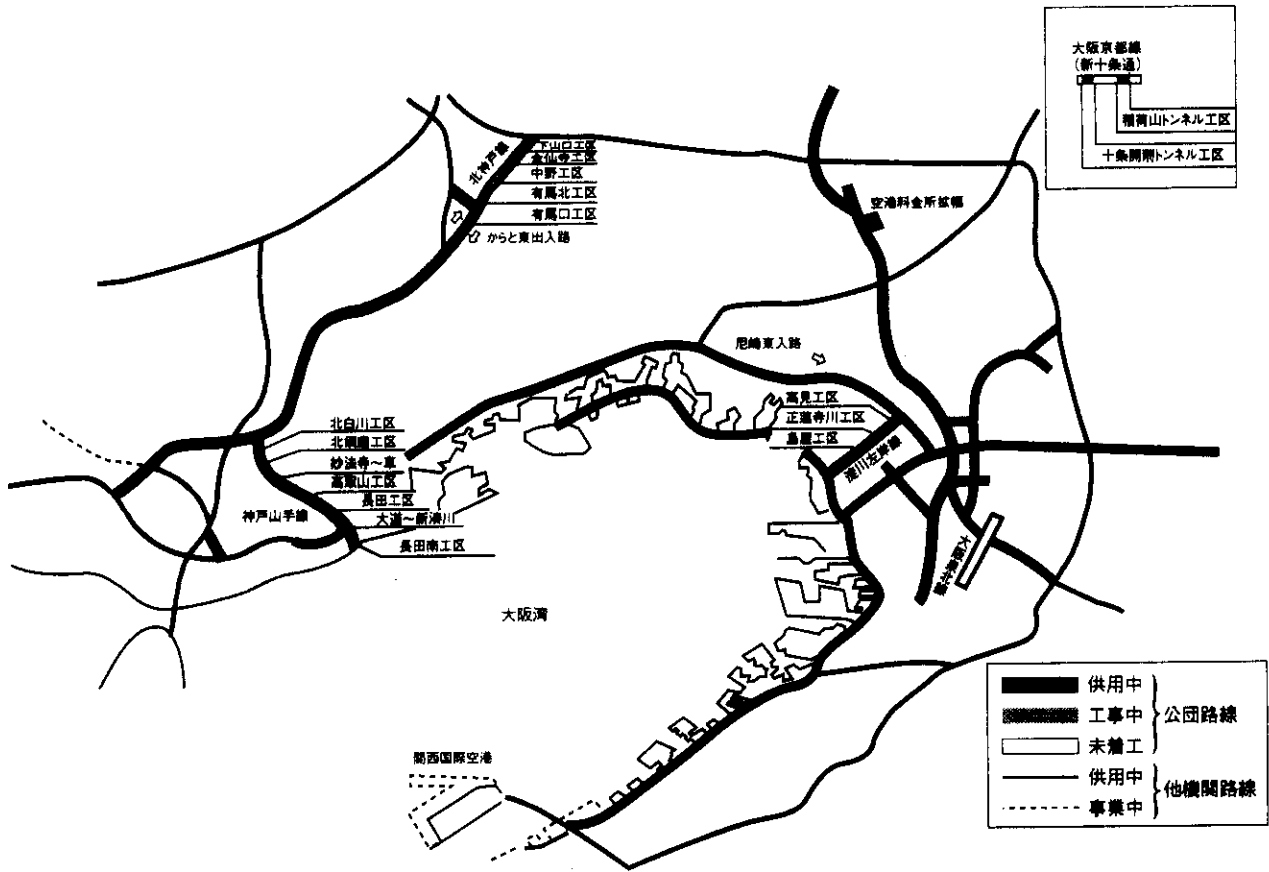 大阪京都線
(新十条通)
稲荷山トンネル工区
十条開削トンネル工区
北神戸線
下山口工区
金仙寺工区
中野工区
有馬北工区
有馬口工区
からと東出入路
空港料金所拡幅
尼崎東入路
高見工区
正蓮寺川工区
島屋工区
淀川左岸線
北白川工区
妙法寺〜車
高取山工区
長田工区
神戸山手線
大道〜新湊川
長田南工区
大阪湾
関西国際空港
供用中
工事中
公団路線
未着工
供用中
他機関路線
事業中